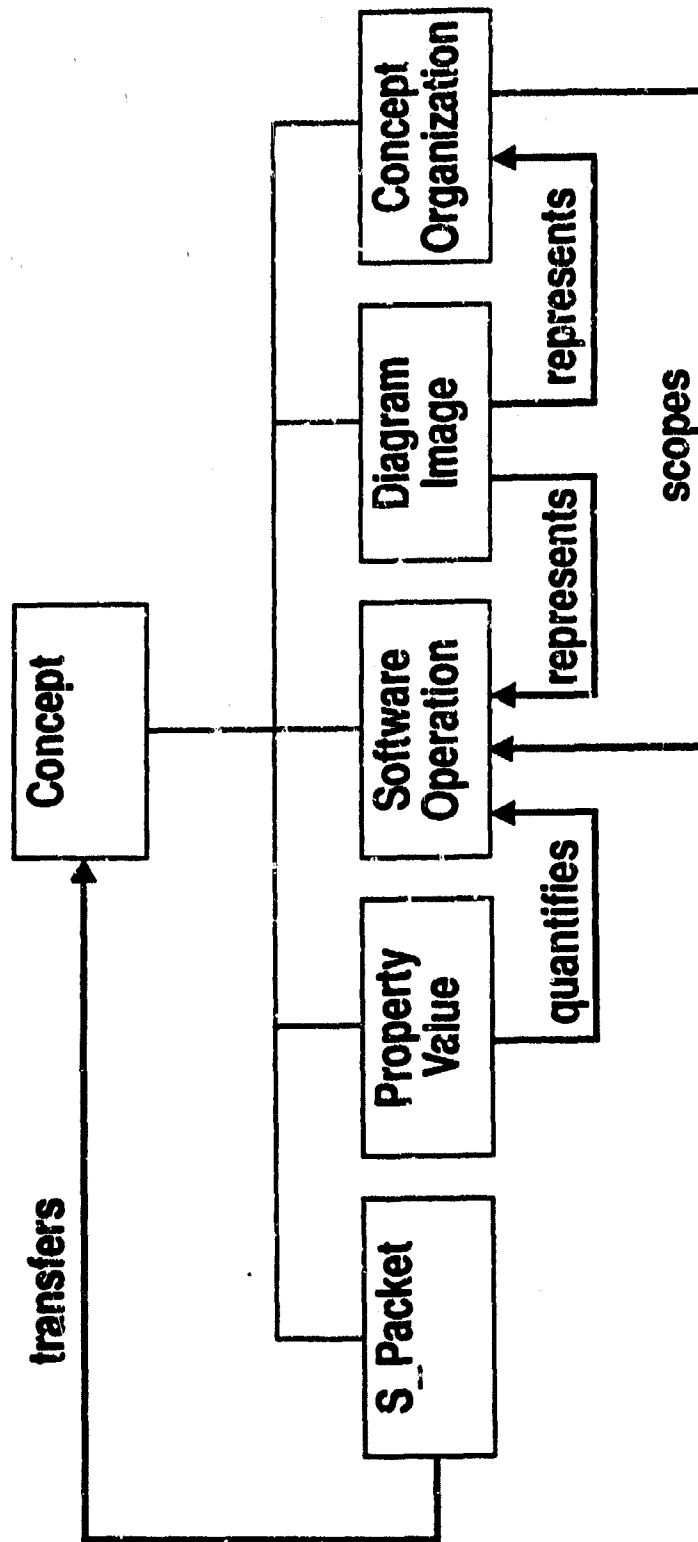 transfers
Concept
S_Packet
Property
Value
Software
Operation
Diagram
Image
Concept
Organization
quantifies
represents
represents
scopes